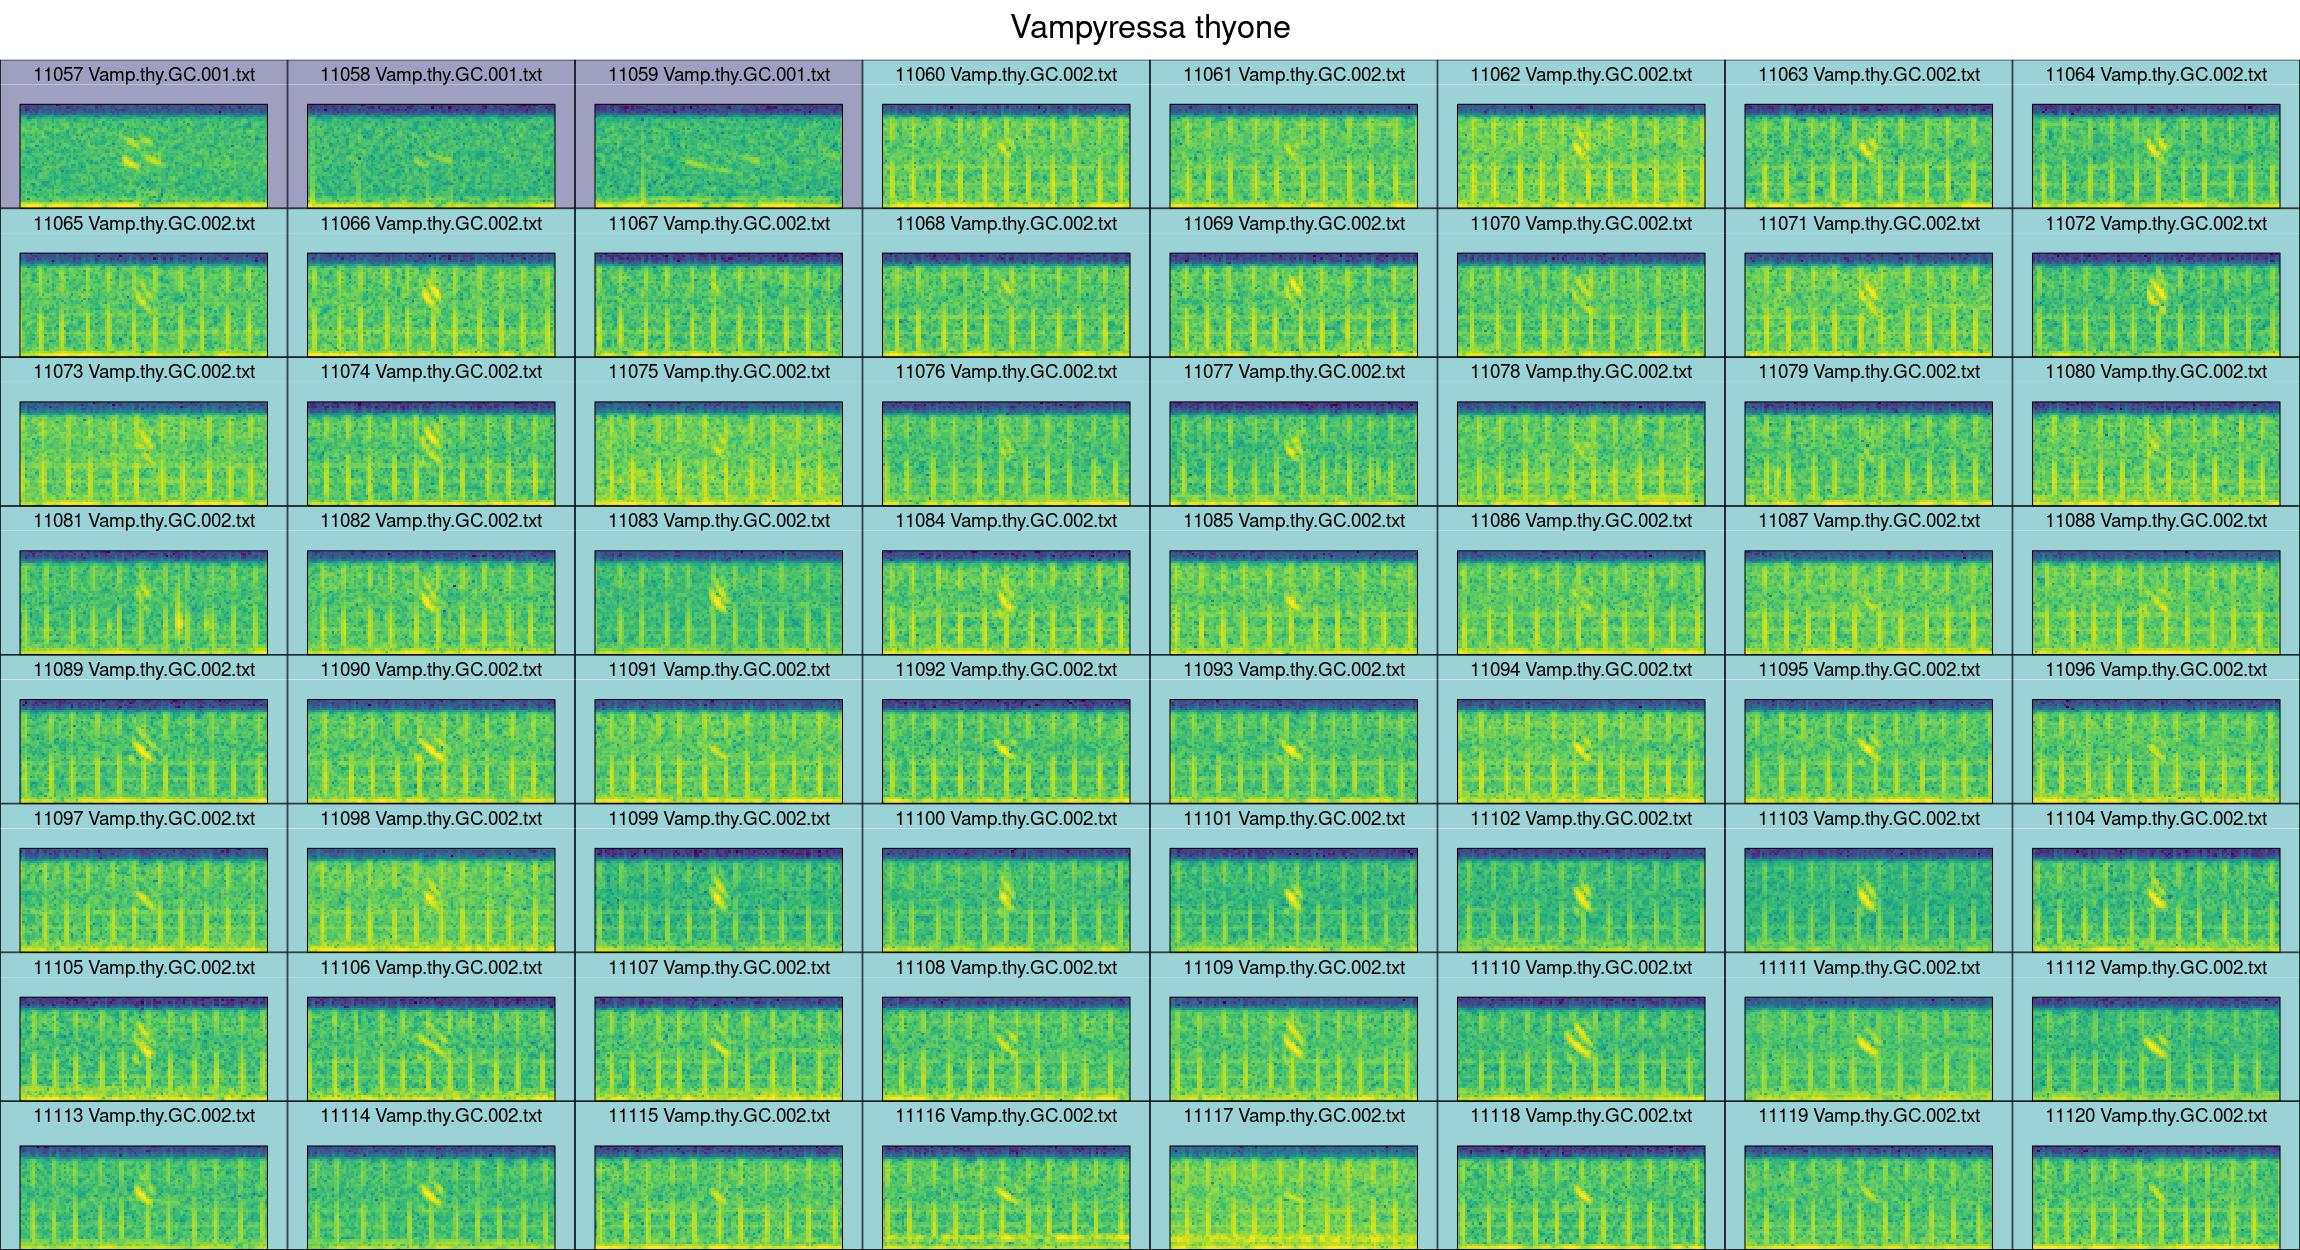 Vampyressa thyone
11057 Vamp.thy.GC.001.txt 11058 Vamp.thy.GC.001.txt 11059 Vamp.thy.GC.001.txt 11060 Vamp.thy.GC.002.txt 11061 Vamp.thy.GC.002.txt 11062 Vamp.thy.GC.002.txt 11063 Vamp.thy.GC.002.txt 11064 Vamp.thy.GC.002.txt
11065 Vamp.thy.GC.002.txt 11066 Vamp.thy.GC.002.txt 11067 Vamp.thy.GC.002.txt 11068 Vamp.thy.GC.002.txt 11069 Vamp.thy.GC.002.txt 11070 Vamp.thy.GC.002.txt 11071 Vamp.thy.GC.002.txt 11072 Vamp.thy.GC.002.txt
11073 Vamp.thy.GC.002.txt 11074 Vamp.thy.GC.002.txt 11075 Vamp.thy.GC.002.txt 11076 Vamp.thy.GC.002.txt 11077 Vamp.thy.GC.002.txt 11078 Vamp.thy.GC.002.txt 11079 Vamp.thy.GC.002.txt 11080 Vamp.thy.GC.002.txt
11081 Vamp.thy.GC.002.txt 11082 Vamp.thy.GC.002.txt 11083 Vamp.thy.GC.002.txt 11084 Vamp.thy.GC.002.txt 11085 Vamp.thy.GC.002.txt 11086 Vamp.thy.GC.002.txt 11087 Vamp.thy.GC.002.txt 11088 Vamp.thy.GC.002.txt
11089 Vamp.thy.GC.002.txt 11090 Vamp.thy.GC.002.txt 11091 Vamp.thy.GC.002.txt 11092 Vamp.thy.GC.002.txt 11093 Vamp.thy.GC.002.txt 11094 Vamp.thy.GC.002.txt 11095 Vamp.thy.GC.002.txt 11096 Vamp.thy.GC.002.txt
11097 Vamp.thy.GC.002.txt 11098 Vamp.thy.GC.002.txt 11099 Vamp.thy.GC.002.txt 11100 Vamp.thy.GC.002.txt 11101 Vamp.thy.GC.002.txt 11102 Vamp.thy.GC.002.txt 11103 Vamp.thy.GC.002.txt 11104 Vamp.thy.GC.002.txt
11105 Vamp.thy.GC.002.txt 11106 Vamp.thy.GC.002.txt 11107 Vamp.thy.GC.002.txt 11108 Vamp.thy.GC.002.txt 11109 Vamp.thy.GC.002.txt 11110 Vamp.thy.GC.002.txt 11111 Vamp.thy.GC.002.txt 11112 Vamp.thy.GC.002.txt
11113 Vamp.thy.GC.002.txt 11114 Vamp.thy.GC.002.txt 11115 Vamp.thy.GC.002.txt 11116 Vamp.thy.GC.002.txt 11117 Vamp.thy.GC.002.txt 11118 Vamp.thy.GC.002.txt 11119 Vamp.thy.GC.002.txt 11120 Vamp.thy.GC.002.txt